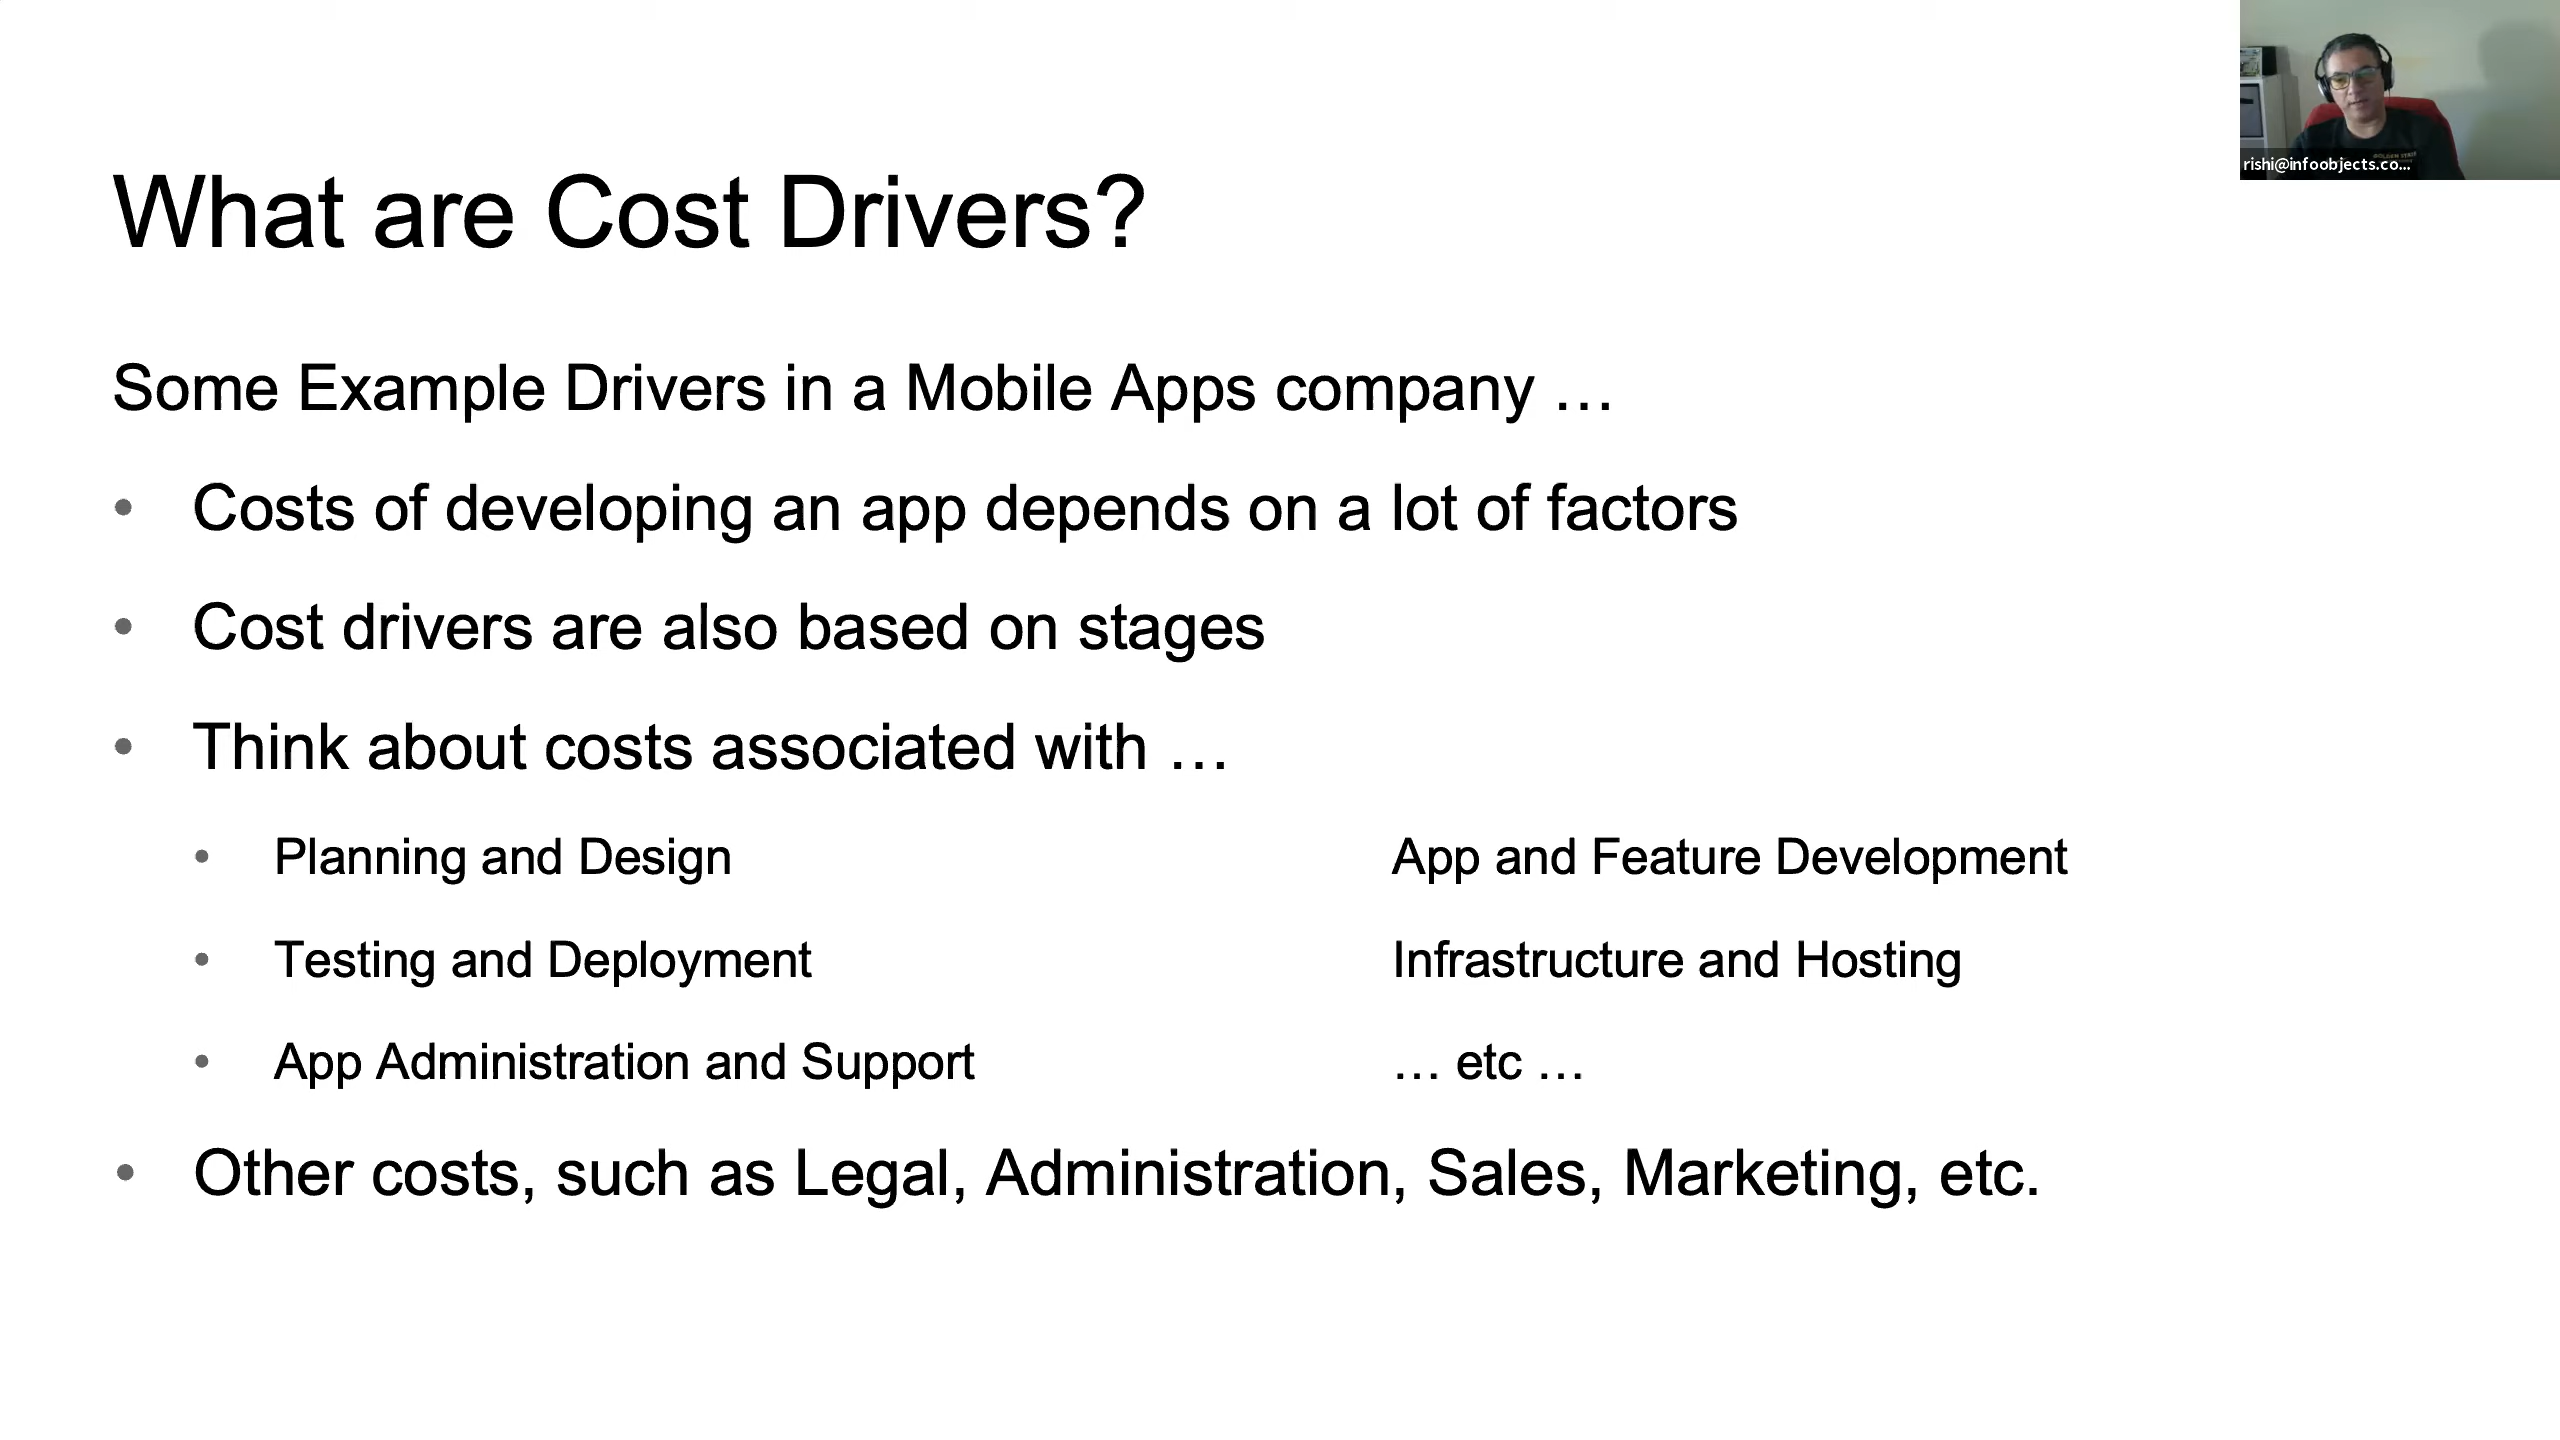 rishi@infoobjects.co...
What are Cost Drivers?
Some Example Drivers in a Mobile Apps company …
• Costs of developing an app depends on a lot of factors
• Cost drivers are also based on stages
• Think about costs associated with …
• Planning and Design App and Feature Development
• Testing and Deployment Infrastructure and Hosting
• App Administration and Support … etc …
• Other costs, such as Legal, Administration, Sales, Marketing, etc.